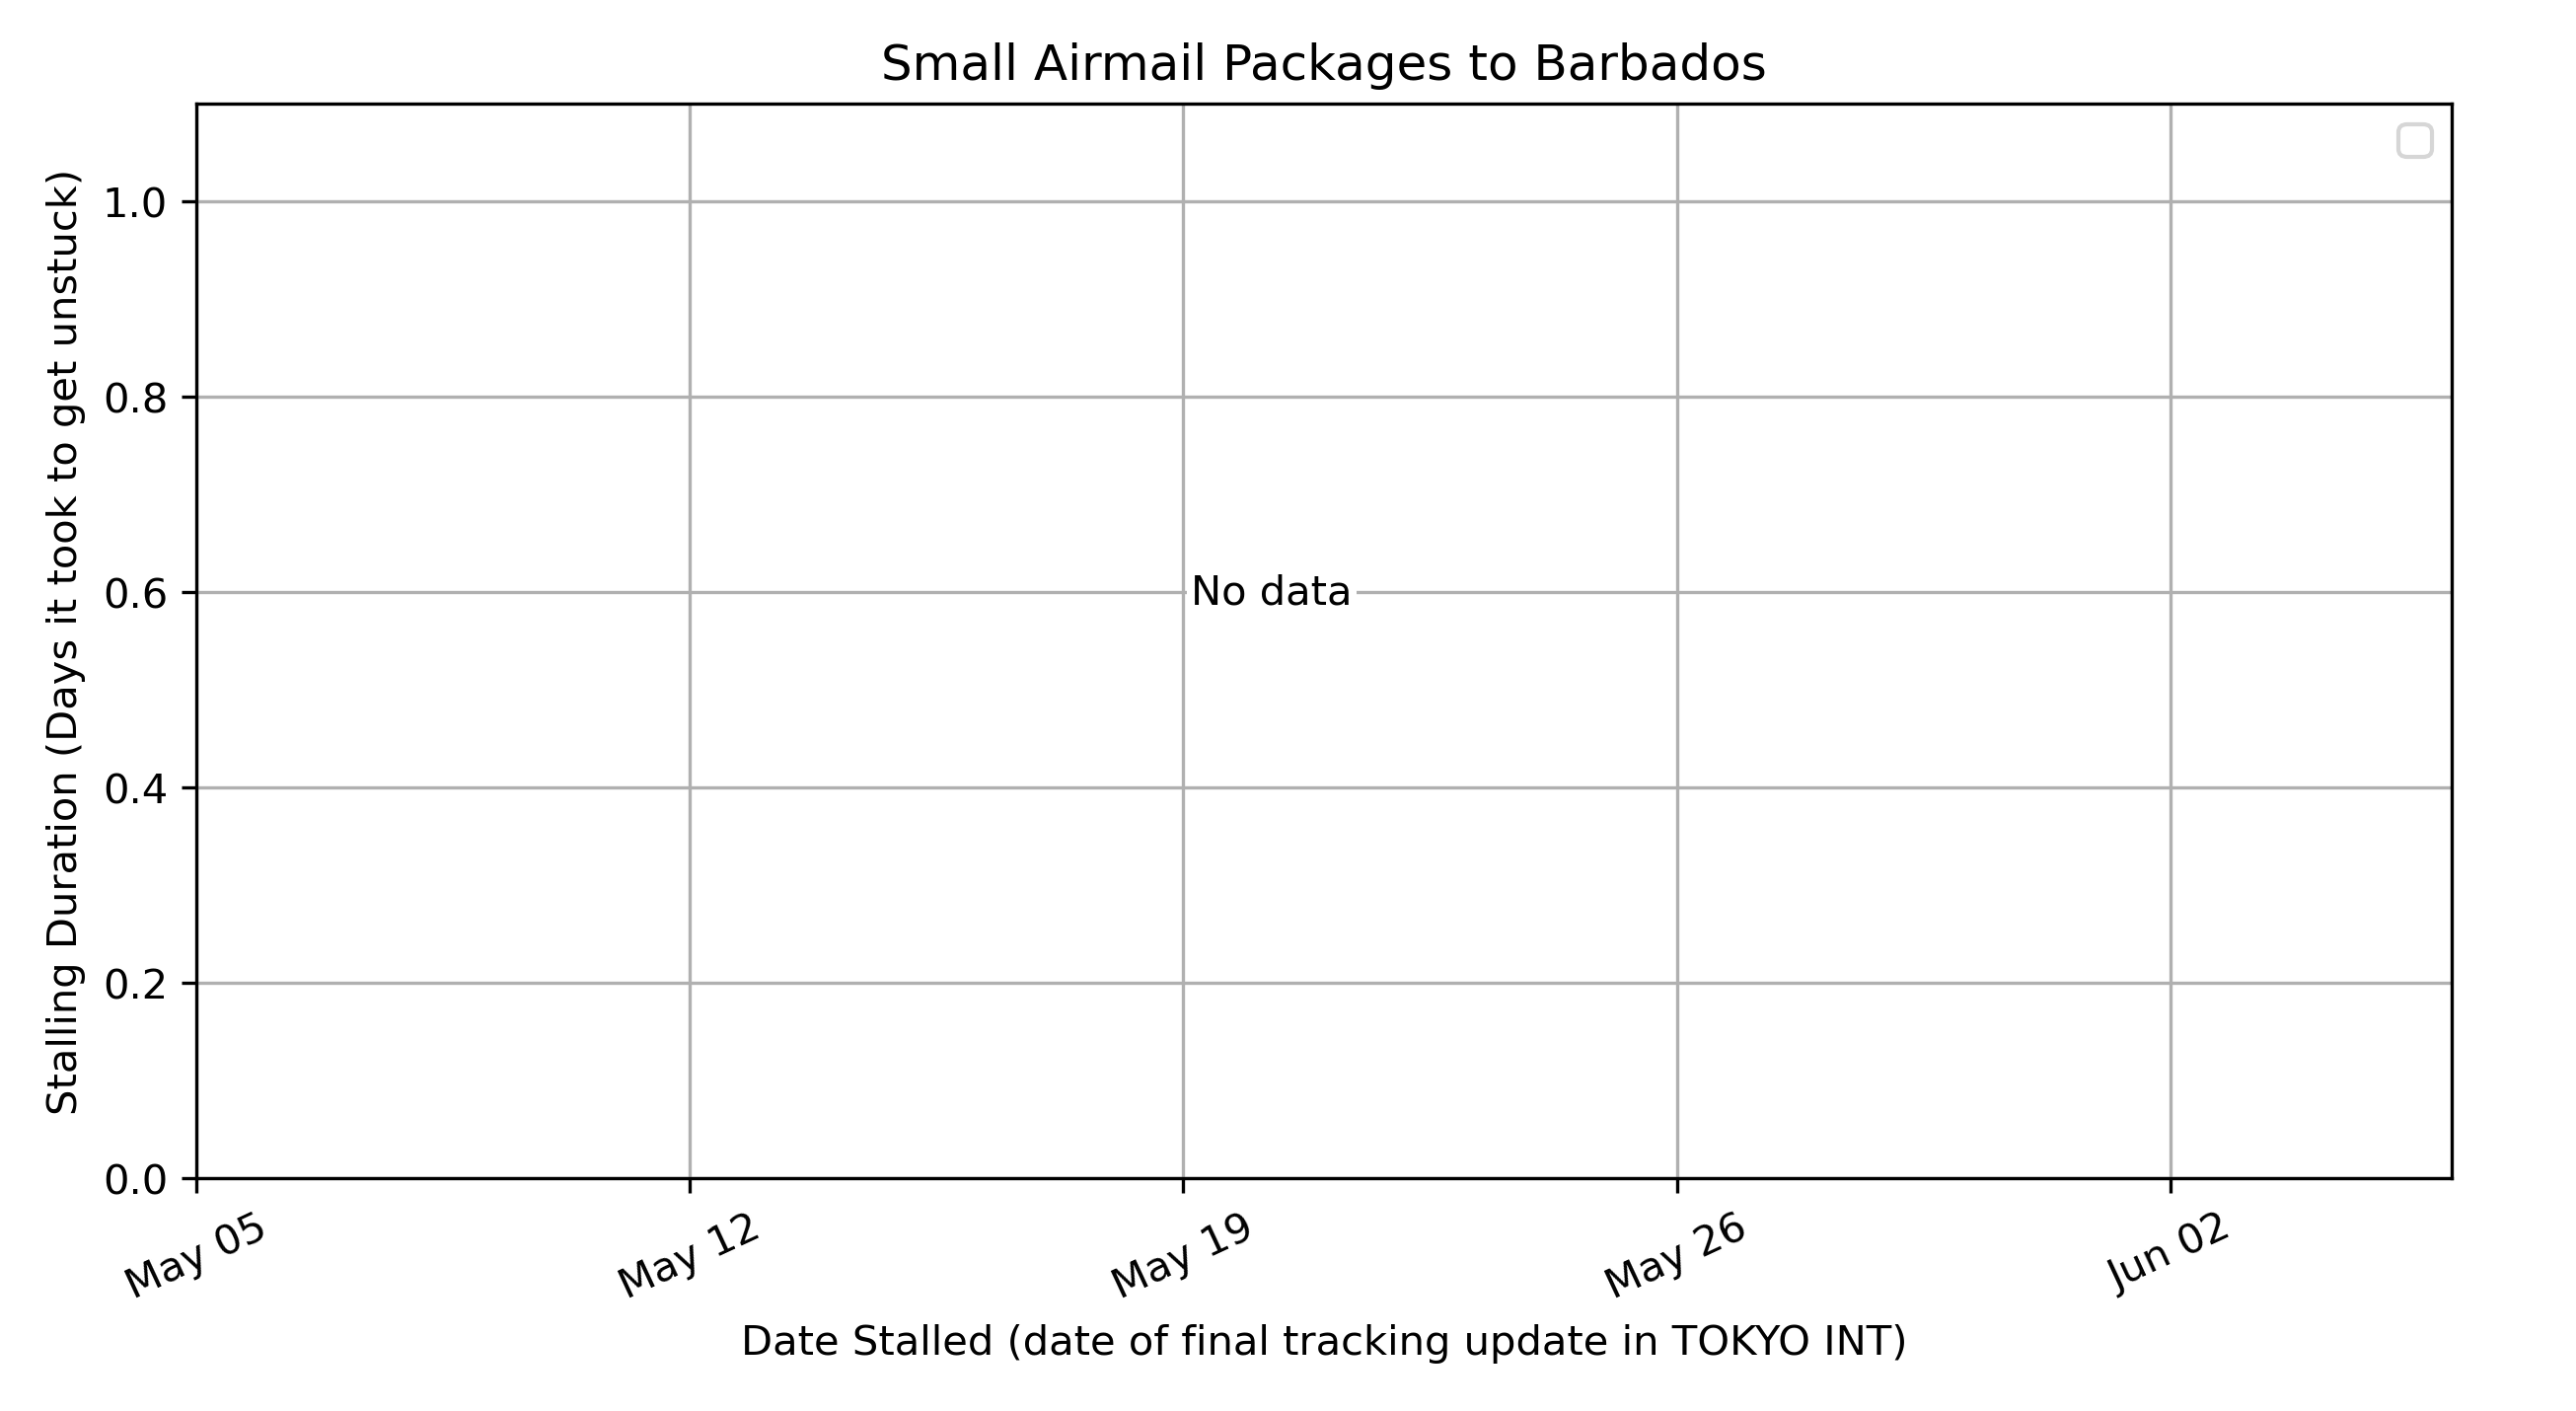 Small Airmail Packages to Barbados
Stalling Duration (Days it took to get unstuck)
1.0
0.8
0.6
0.4
0.2
0.0
No data
May 05
May 12
May 19
May 26
Jun 02
Date Stalled (date of final tracking update in TOKYO INT)